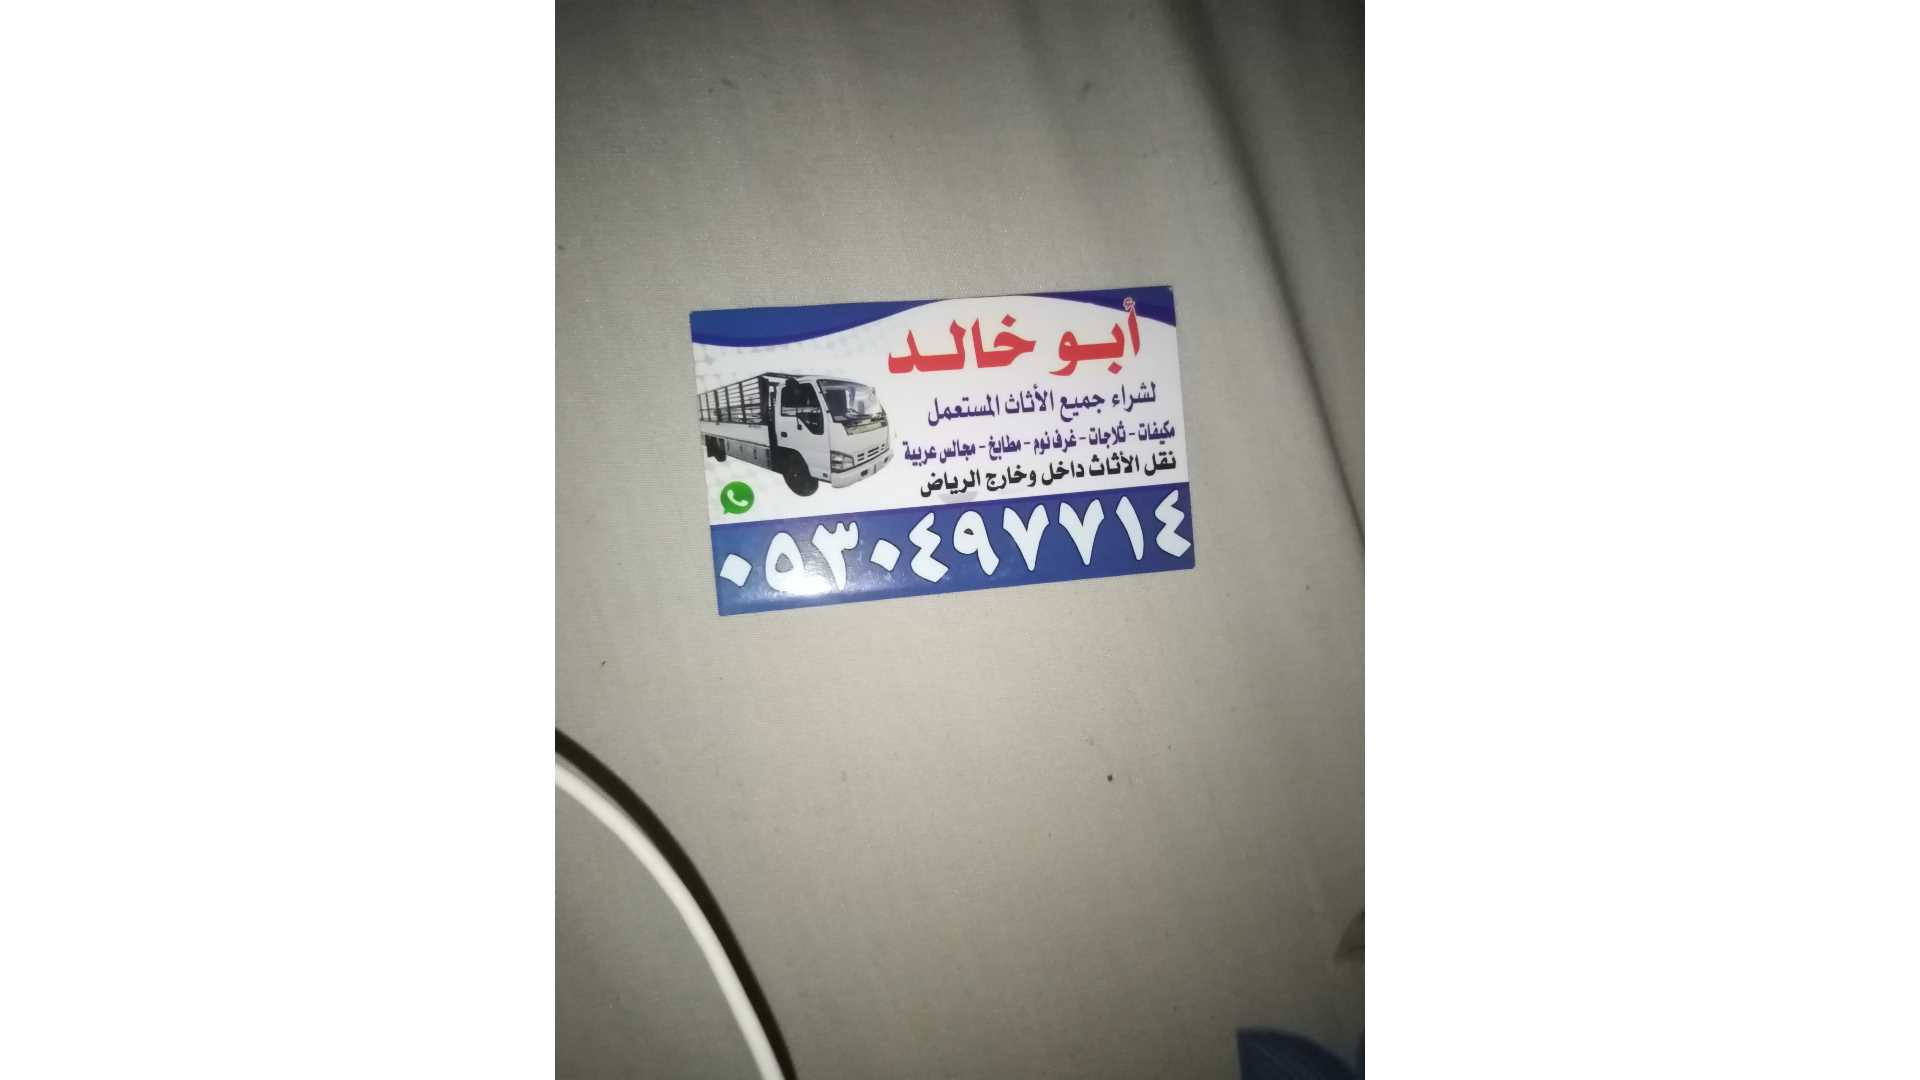 أبو خالد
لشراء جميع الأثاث المستعمل
مكيفات - ثلاجات - غرف نوم - مطابخ - مجالس عربية
نقل الأثاث داخل وخارج الرياض
٠٥٣٠٤٩٧٧١٤